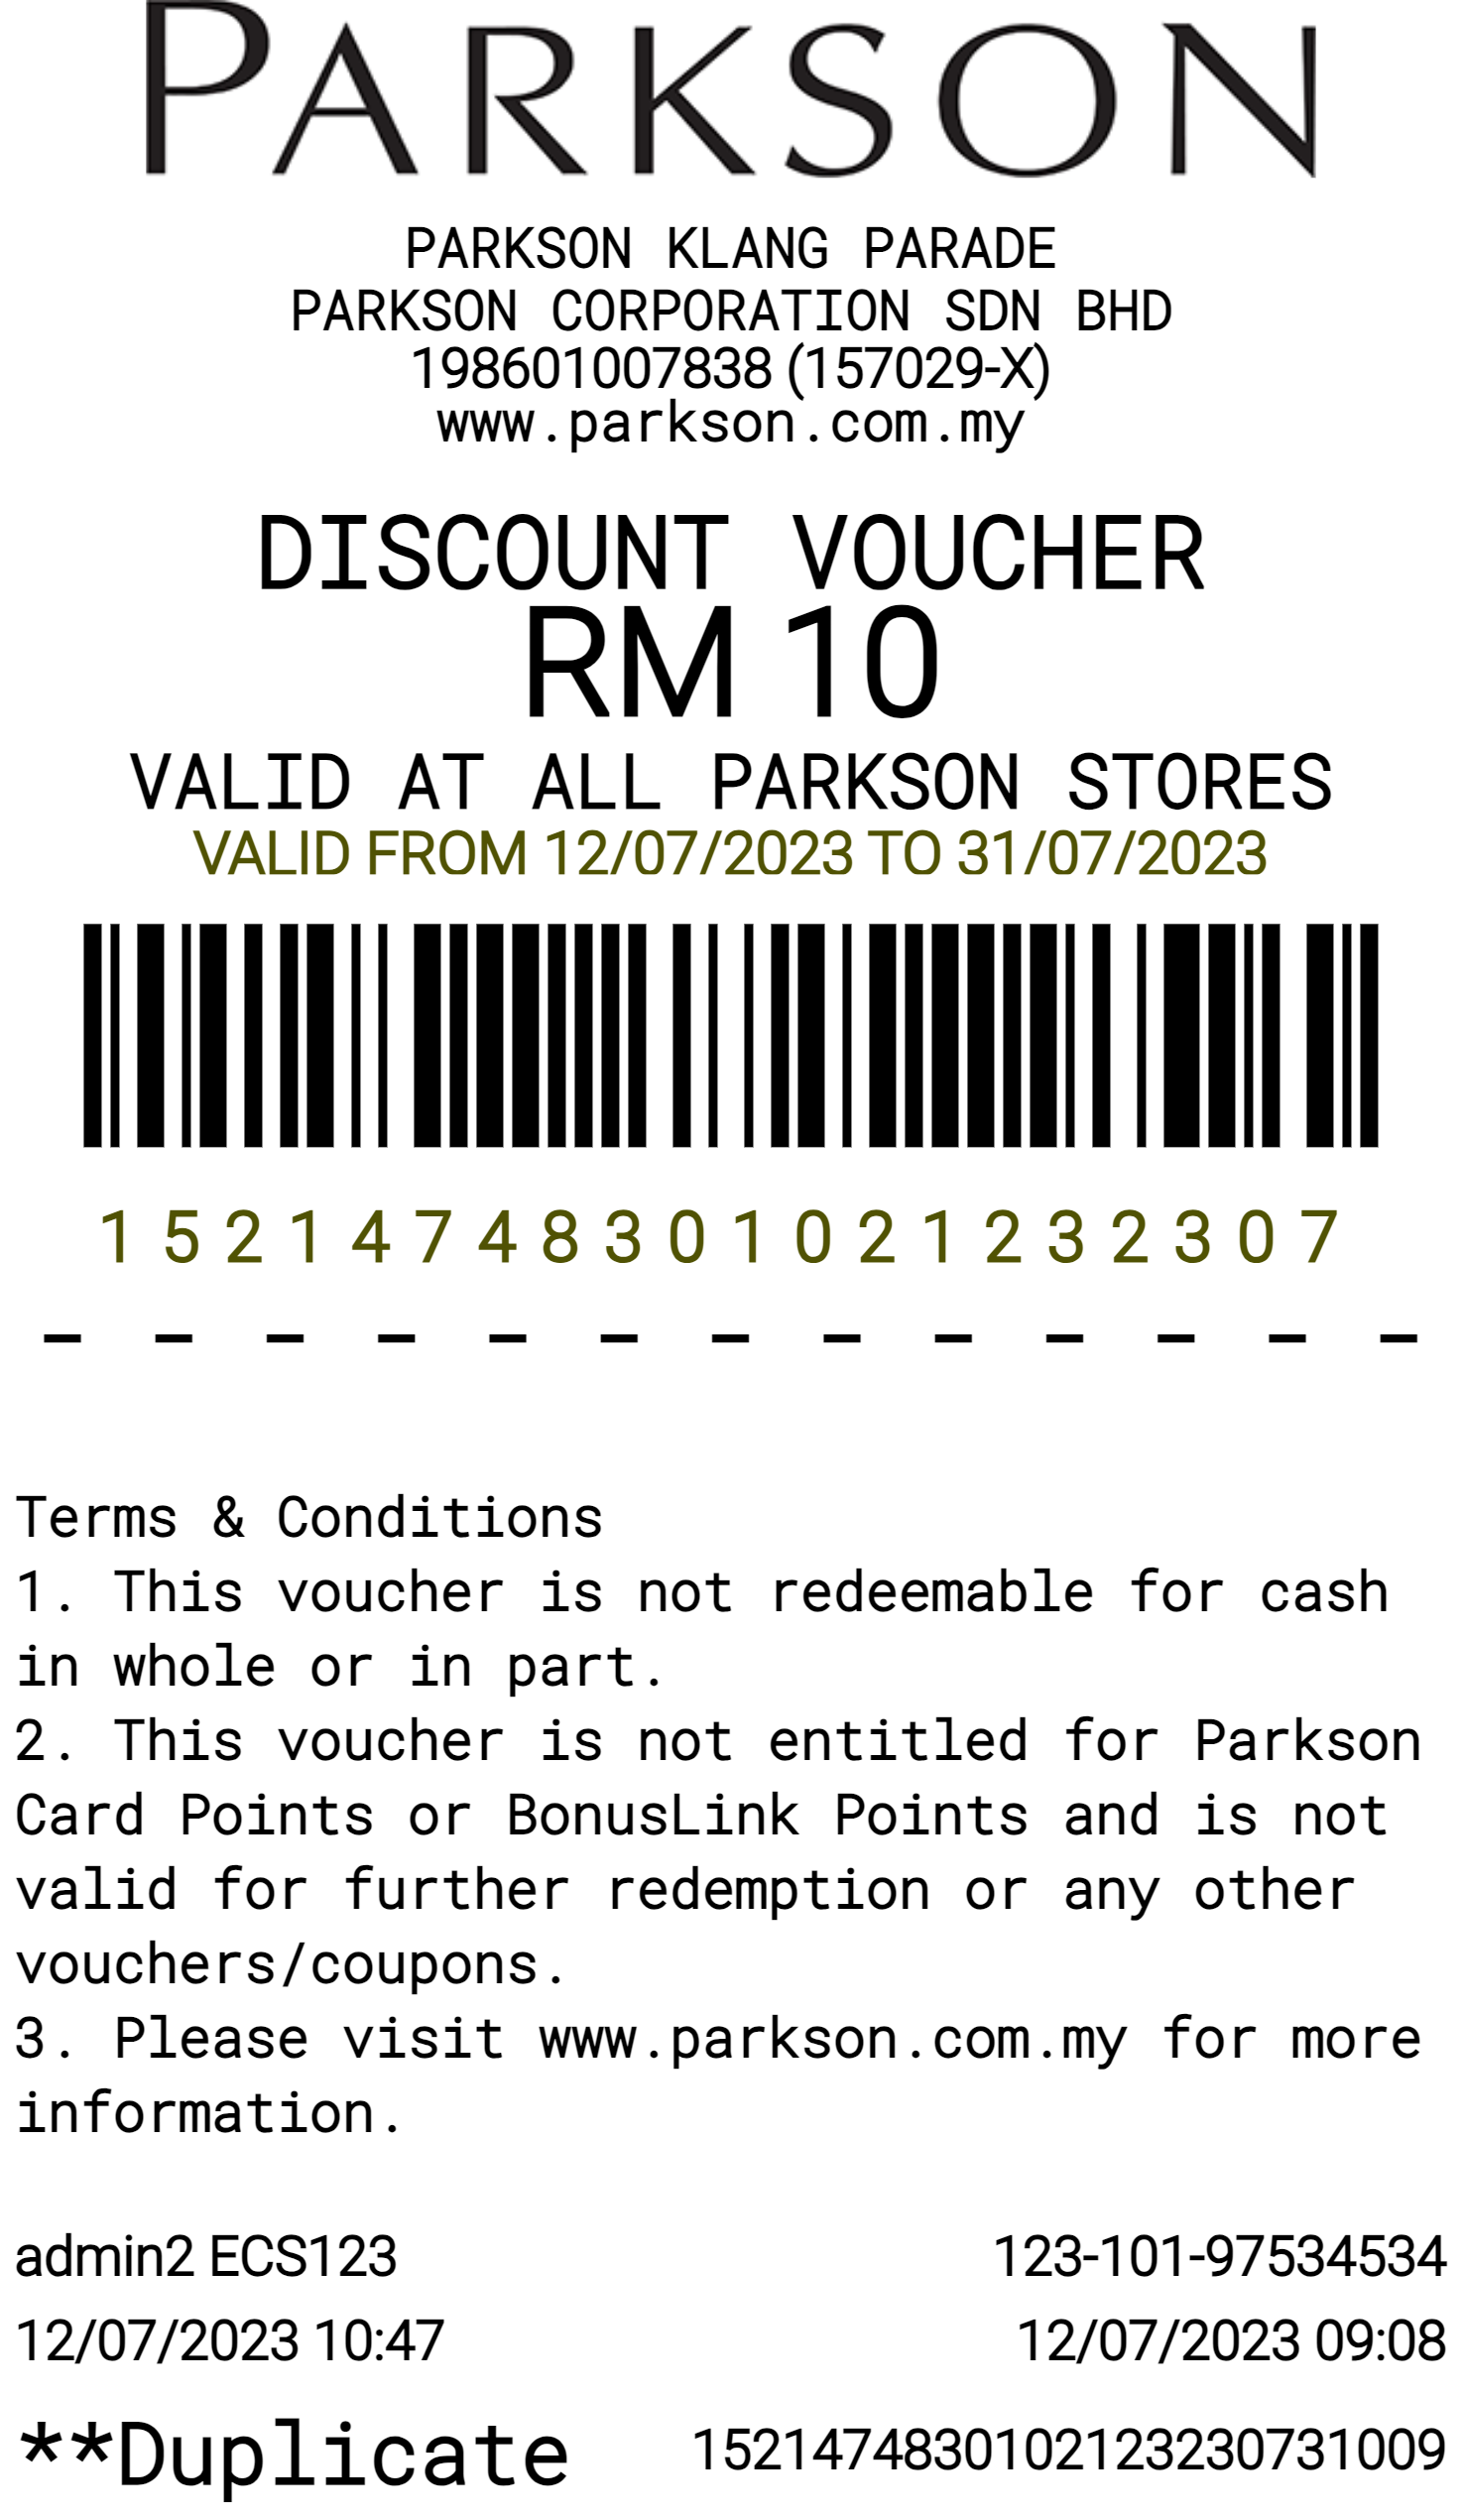 PARKSON
PARKSON KLANG PARADE
PARKSON CORPORATION SDN BHD
198601007838 (157029-X)
www.parkson.com.my
DISCOUNT VOUCHER
RM 10
VALID AT ALL PARKSON STORES
VALID FROM 12/07/2023 TO 31/07/2023
1 5 2 1 4 7 4 8 3 0 1 0 2 1 2 3 2 3 0 7
- - - - - - - - - - - - -
Terms & Conditions
1. This voucher is not redeemable for cash
in whole or in part.
2. This voucher is not entitled for Parkson
Card Points or BonusLink Points and is not
valid for further redemption or any other
vouchers/coupons.
3. Please visit www.parkson.com.my for more
information.
admin2 ECS123 123-101-97534534
12/07/2023 10:47 12/07/2023 09:08
**Duplicate 1521474830102123230731009